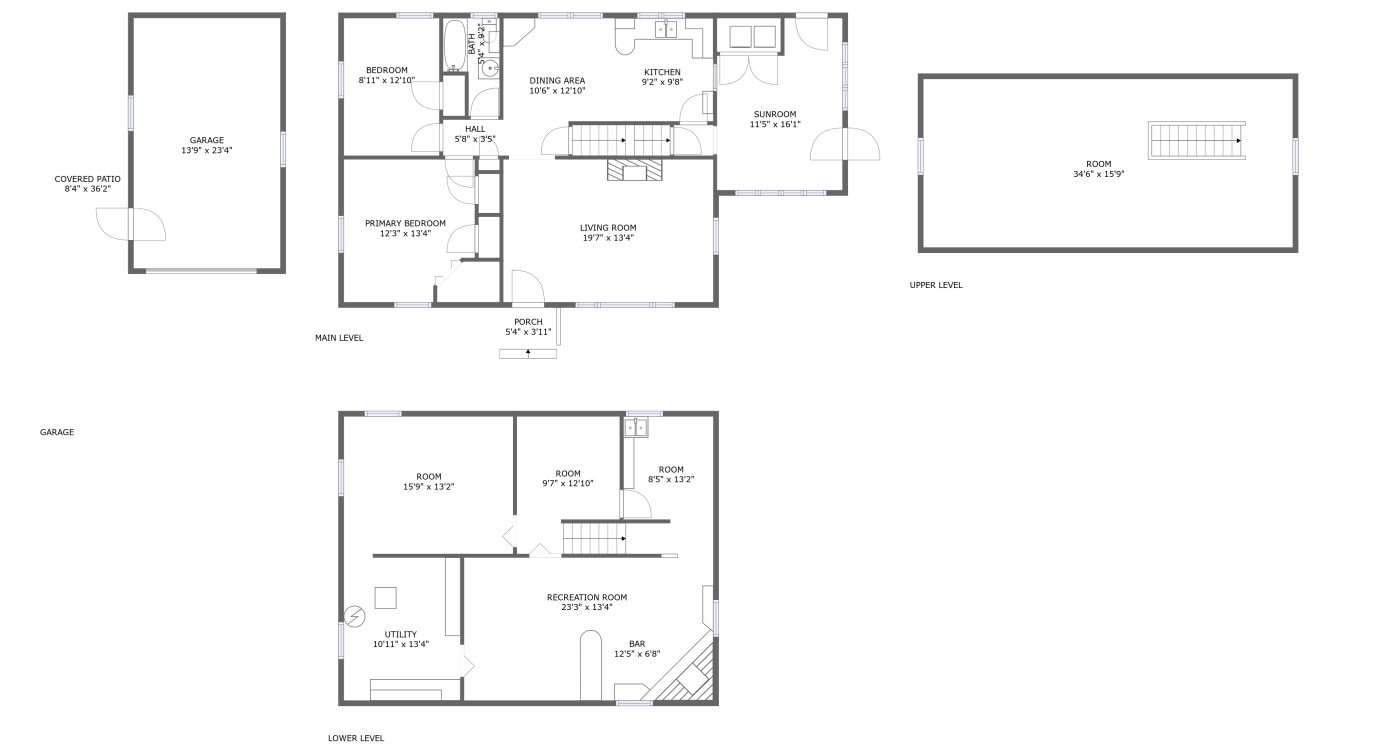 GARAGE
13'9" x 23'4"
COVERED PATIO
8'4" x 36'2"
GARAGE
BEDROOM
8'11" x 12'10"
BATH
5'4" x 9'2"
HALL
5'8" x 3'5"
DINING AREA
10'6" x 12'10"
KITCHEN
9'2" x 9'8"
SUNROOM
11'5" x 16'1"
PRIMARY BEDROOM
12'3" x 13'4"
LIVING ROOM
19'7" x 13'4"
PORCH
5'4" x 3'11"
MAIN LEVEL
ROOM
34'6" x 15'9"
UPPER LEVEL
ROOM
15'9" x 13'2"
ROOM
9'7" x 12'10"
ROOM
8'5" x 13'2"
RECREATION ROOM
23'3" x 13'4"
UTILITY
10'11" x 13'4"
BAR
12'5" x 6'8"
LOWER LEVEL